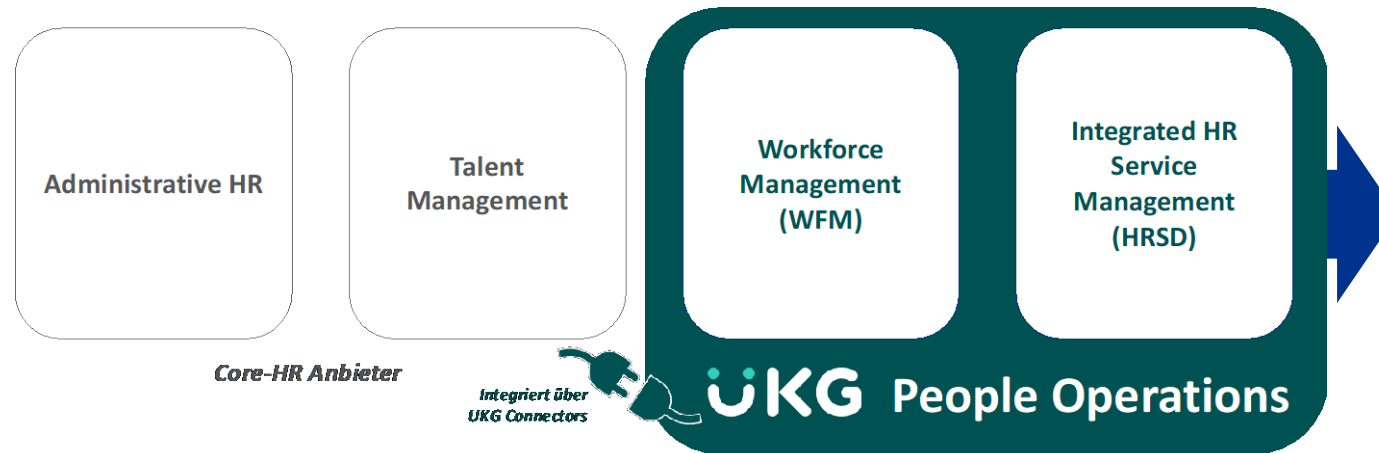 Administrative HR
Talent
Management
Workforce
Management
(WFM)
Integrated HR
Service
Management
(HRSD)
Core-HR Anbieter
Integriert über
UKG Connectors
UKG People Operations